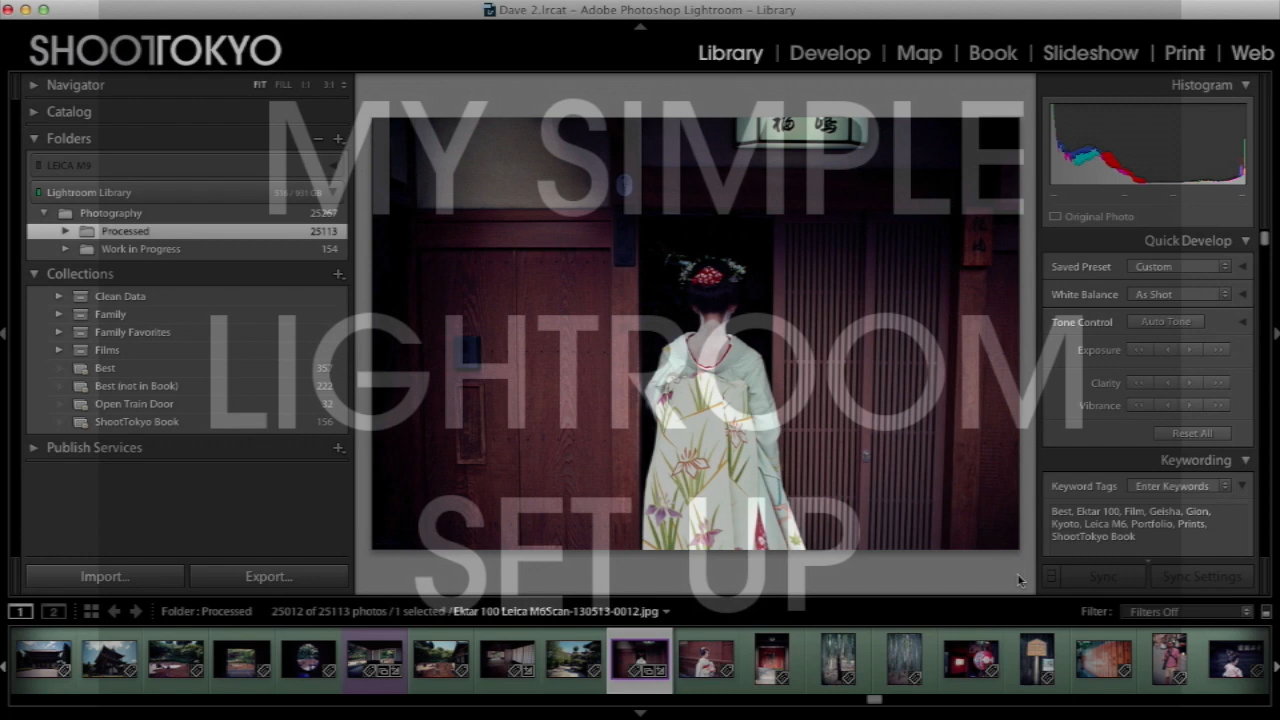 Dave 2.lrcat – Adobe Photoshop Lightroom – Library
SHOOTTOKYO
Library | Develop | Map | Book | Slideshow | Print | Web
Navigator FIT FILL 1:1 3:1
Catalog
Folders
LEICA M9
Lightroom Library 516 / 931 GB
Photography 25267
Processed 25113
Work in Progress 154
Collections
Clean Data
Family
Family Favorites
Films
Best 357
Best (not in Book) 222
Open Train Door 32
ShootTokyo Book 156
Publish Services
Import...
Export...
MY SIMPLE
LIGHTROOM
SET UP
Histogram
Original Photo
Quick Develop
Saved Preset Custom
White Balance As Shot
Tone Control Auto Tone
Exposure
Clarity
Vibrance
Reset All
Keywording
Keyword Tags Enter Keywords
Best, Ektar 100, Film, Geisha, Gion,
Kyoto, Leica M6, Portfolio, Prints,
ShootTokyo Book
Sync
Sync Settings
1 2 Folder: Processed 25012 of 25113 photos / 1 selected / Ektar 100 Leica M6Scan-130513-0012.jpg
Filter: Filters Off